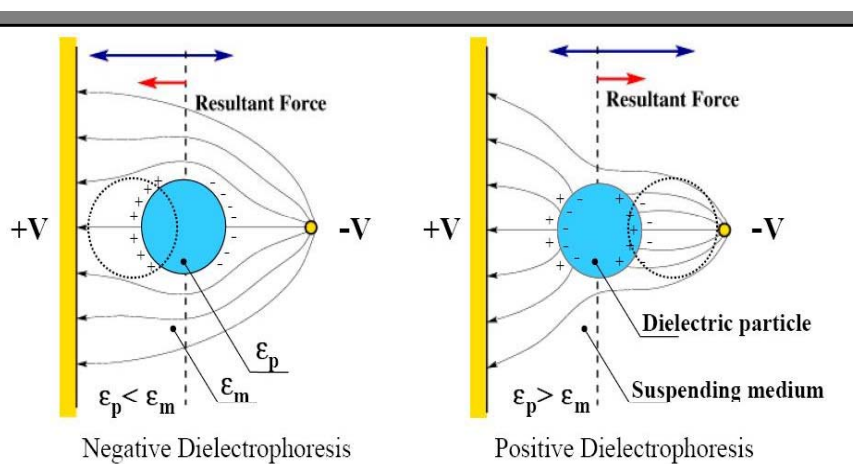 Resultant Force
+V
-V
εp
εm
εp< εm
Negative Dielectrophoresis
Resultant Force
+V
-V
Dielectric particle
Suspending medium
εp> εm
Positive Dielectrophoresis